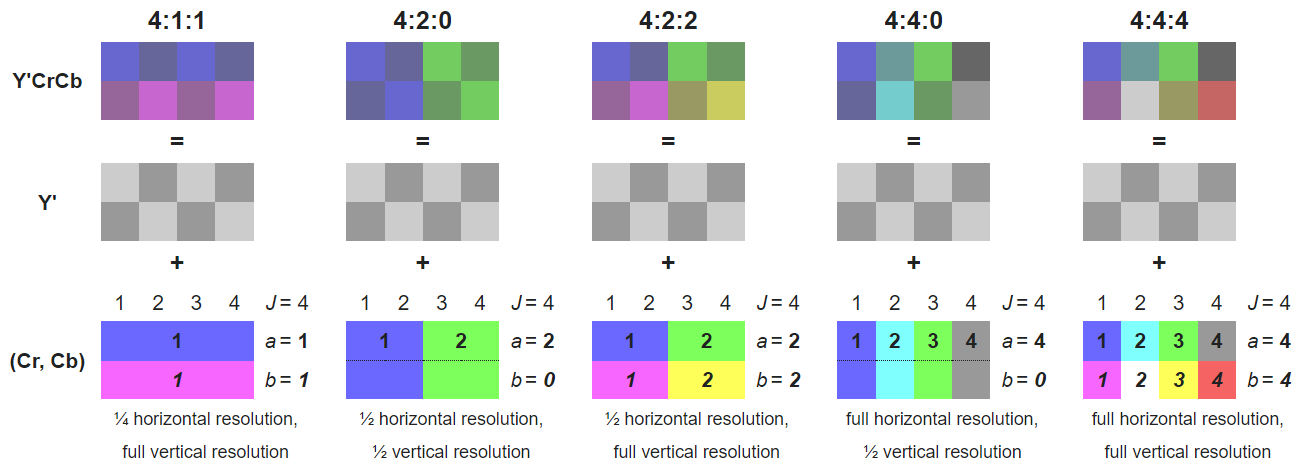 4:1:1 4:2:0 4:2:2 4:4:0 4:4:4
Y'CrCb
= = = = =
Y'
+ + + + +
1 2 3 4 J = 4 1 2 3 4 J = 4 1 2 3 4 J = 4 1 2 3 4 J = 4 1 2 3 4 J = 4
(Cr, Cb)
1 a = 1 1 2 a = 2 1 2 a = 2 1 2 3 4 a = 4 1 2 3 4 a = 4
1 b = 1 b = 0 1 2 b = 2 b = 0 1 2 3 4 b = 4
¼ horizontal resolution, ½ horizontal resolution, ½ horizontal resolution, full horizontal resolution, full horizontal resolution,
full vertical resolution ½ vertical resolution full vertical resolution ½ vertical resolution full vertical resolution